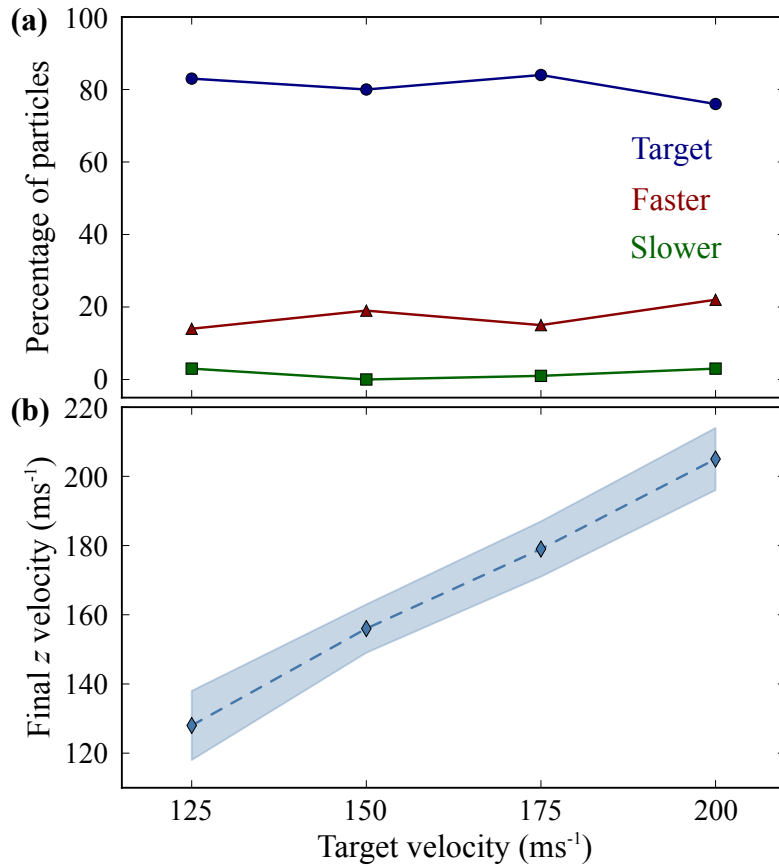 (a)
Percentage of particles
100
80
60
40
20
0
Target
Faster
Slower
(b)
Final z velocity (ms⁻¹)
220
200
180
160
140
120
125 150 175 200
Target velocity (ms⁻¹)